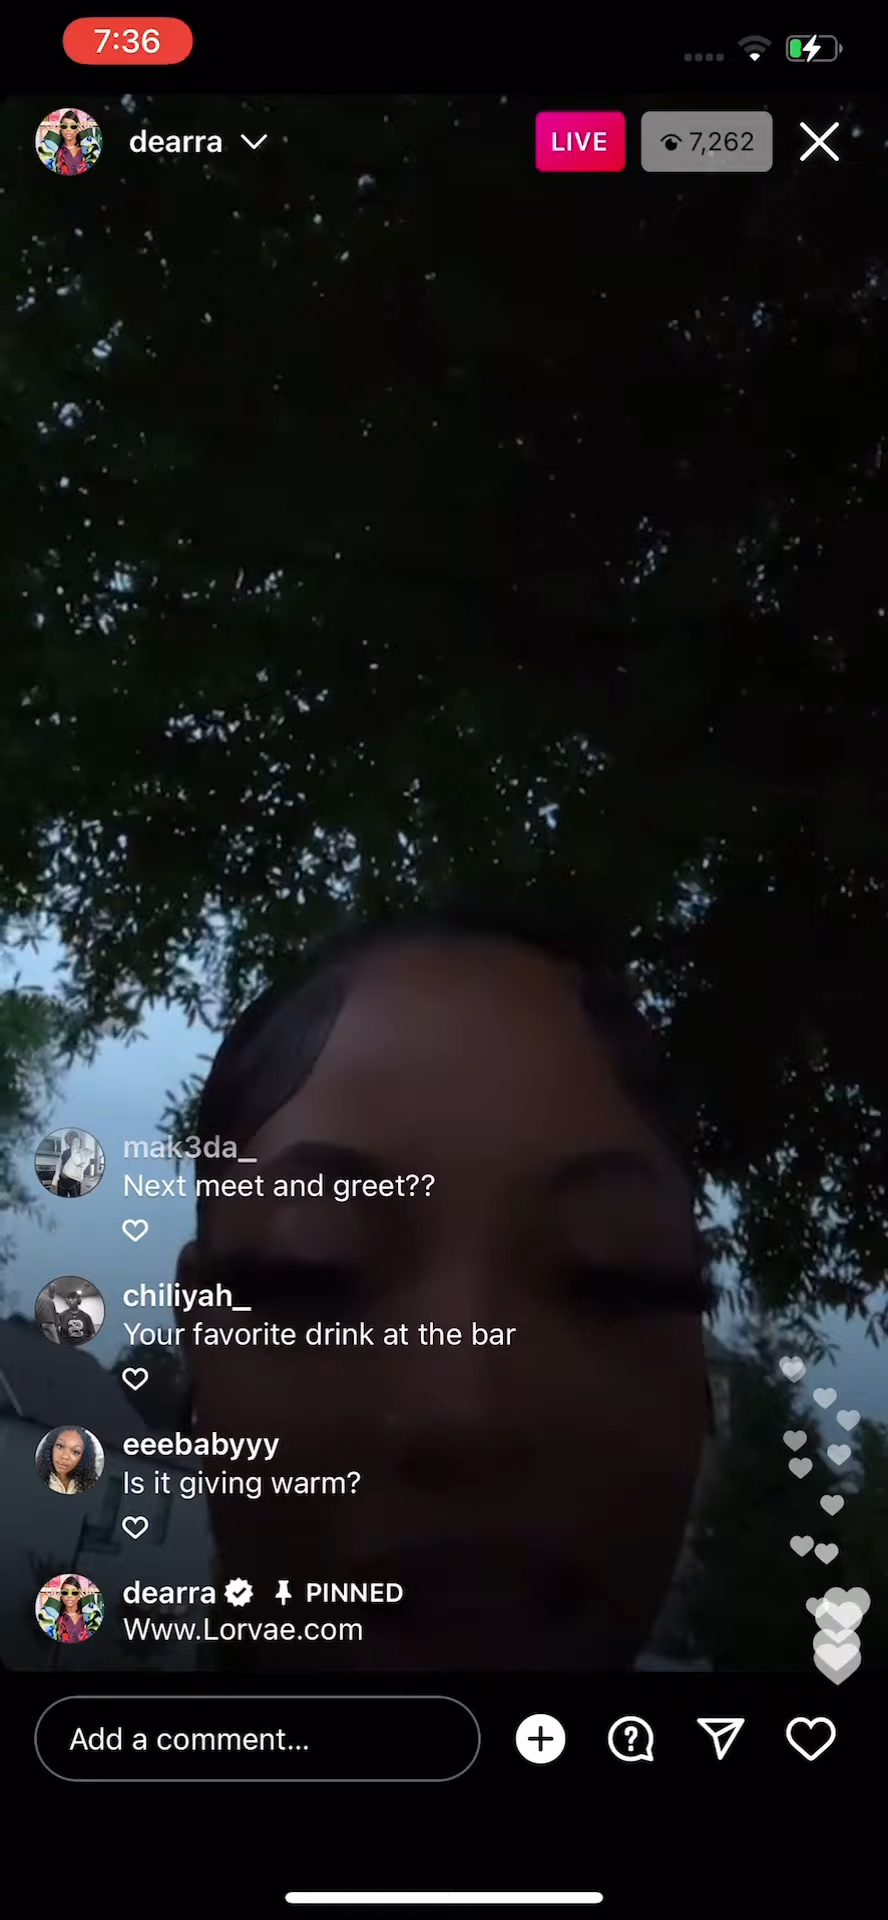 7:36
dearra
LIVE
7,262
mak3da_
Next meet and greet??
chiliyah_
Your favorite drink at the bar
eeebabyyy
Is it giving warm?
dearra PINNED
Www.Lorvae.com
Add a comment...